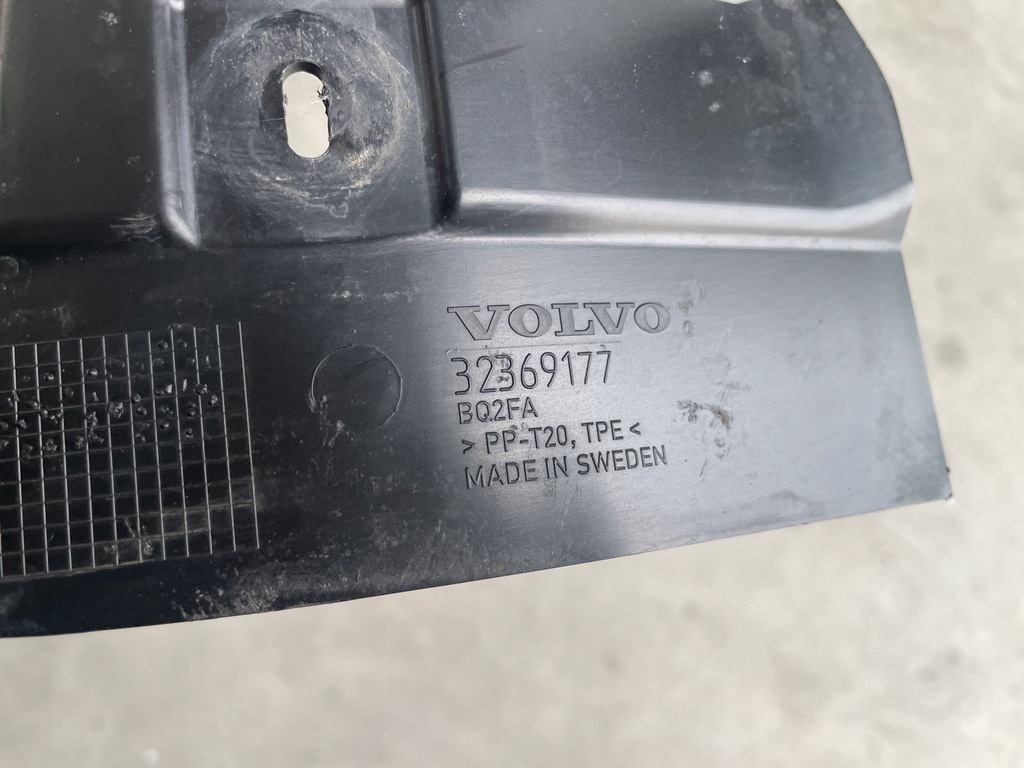 VOLVO
32369177
BQ2FA
> PP-T20, TPE <
MADE IN SWEDEN